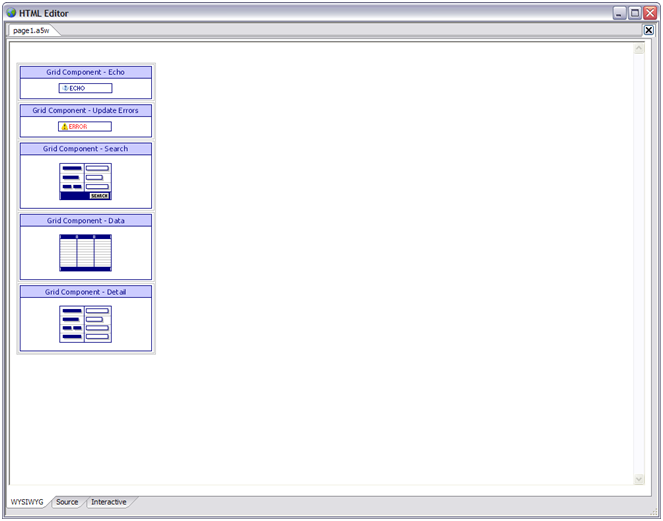 HTML Editor
page1.a5w
Grid Component - Echo
ECHO
Grid Component - Update Errors
ERROR
Grid Component - Search
SEARCH
Grid Component - Data
Grid Component - Detail
WYSIWYG Source Interactive